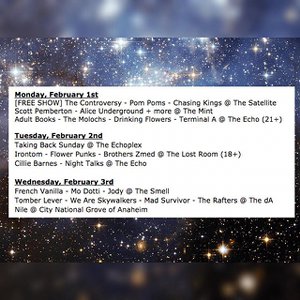 Monday, February 1st
[FREE SHOW] The Controversy - Pom Poms - Chasing Kings @ The Satellite
Scott Pemberton - Alice Underground + more @ The Mint
Adult Books - The Molochs - Drinking Flowers - Terminal A @ The Echo (21+)
Tuesday, February 2nd
Taking Back Sunday @ The Echoplex
Irontom - Flower Punks - Brothers Zmed @ The Lost Room (18+)
Cillie Barnes - Night Talks @ The Echo
Wednesday, February 3rd
French Vanilla - Mo Dotti - Jody @ The Smell
Tomber Lever - We Are Skywalkers - Mad Survivor - The Rafters @ The dA
Nile @ City National Grove of Anaheim